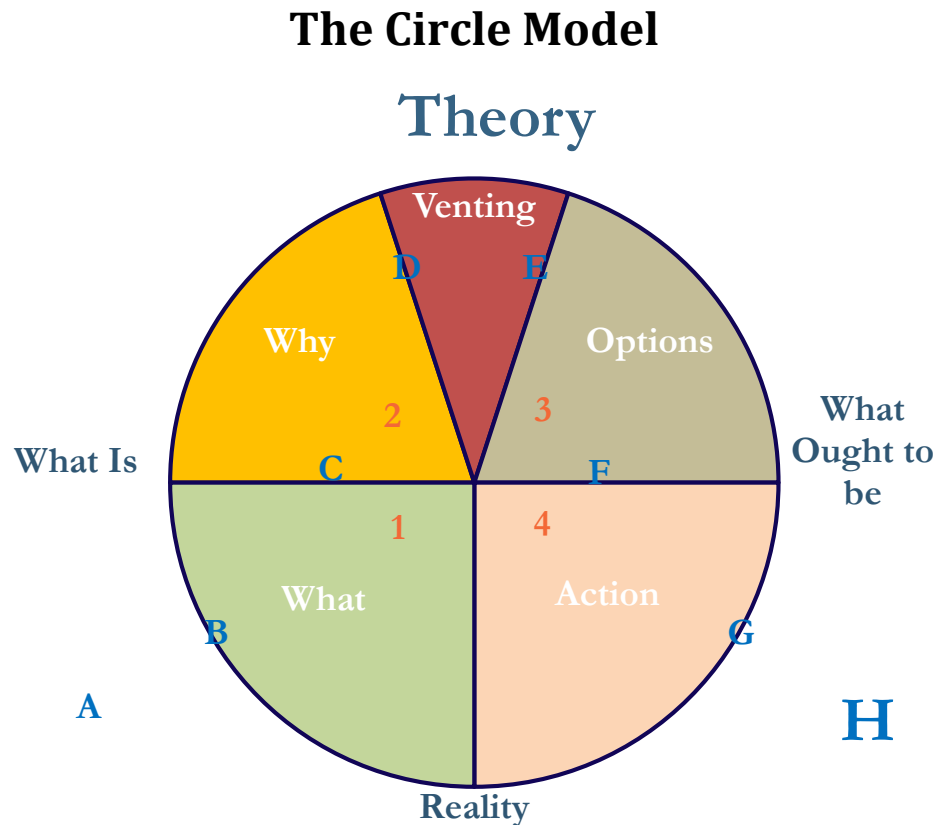 The Circle Model
Theory
Venting
D
E
Why
Options
2
3
What Is
What
Ought to
be
C
F
1
4
What
Action
B
G
A
H
Reality